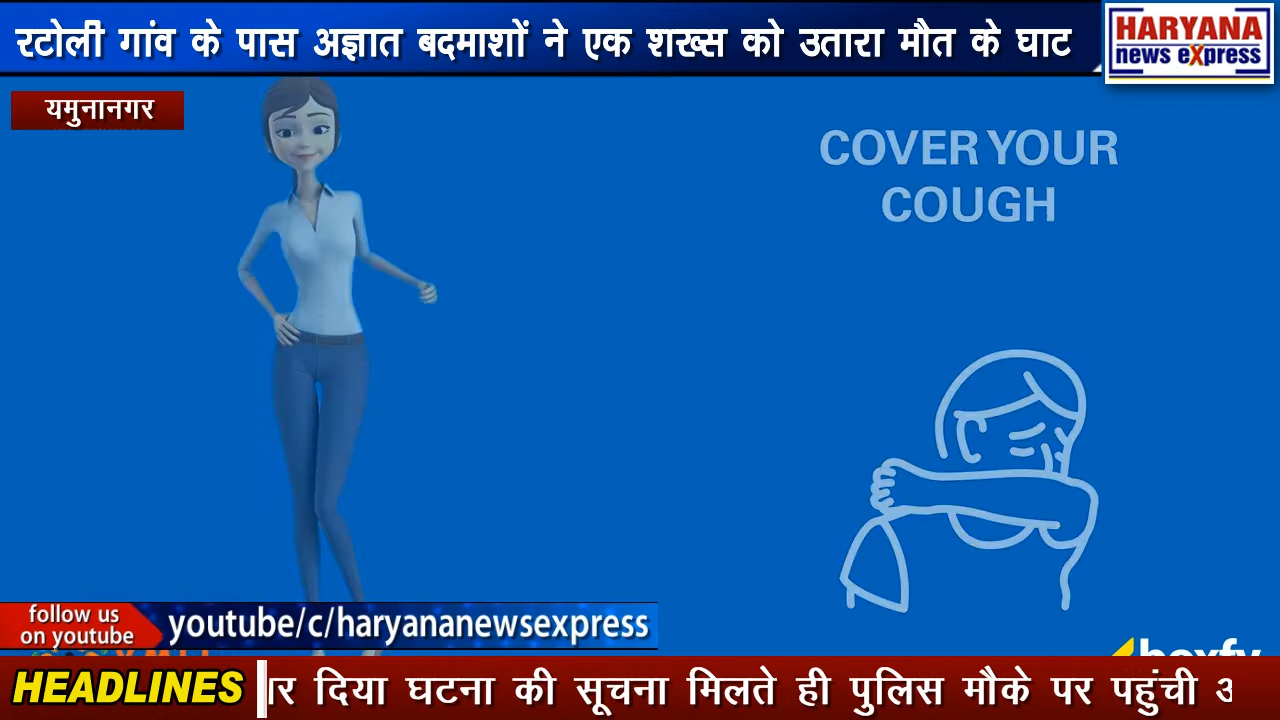 रटोली गांव के पास अज्ञात बदमाशों ने एक शख्स को उतारा मौत के घाट
HARYANA
news eXpress
यमुनानगर
COVER YOUR
COUGH
follow us
on youtube
youtube/c/haryananewsexpress
HEADLINES
दिया घटना की सूचना मिलते ही पुलिस मौके पर पहुंची